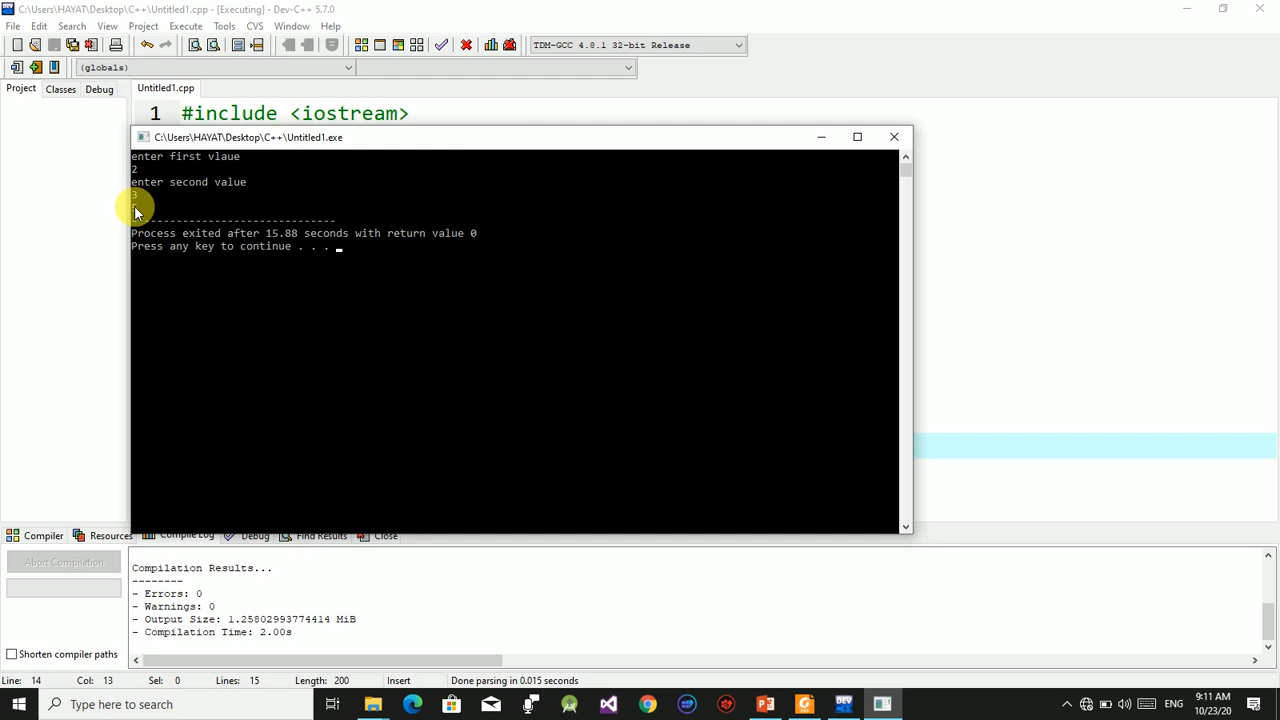 C:\Users\HAYAT\Desktop\C++\Untitled1.cpp - [Executing] - Dev-C++ 5.7.0
File Edit Search View Project Execute Tools CVS Window Help
TDM-GCC 4.8.1 32-bit Release
(globals)
Project Classes Debug Untitled1.cpp
1 #include <iostream>
C:\Users\HAYAT\Desktop\C++\Untitled1.exe
enter first vlaue
2
enter second value
3
--------------------------------
Process exited after 15.88 seconds with return value 0
Press any key to continue . . .
Compiler Resources Compile Log Debug Find Results Close
Abort Compilation
Compilation Results...
--------
- Errors: 0
- Warnings: 0
- Output Size: 1.25802993774414 MiB
- Compilation Time: 2.00s
Shorten compiler paths
Line: 14 Col: 13 Sel: 0 Lines: 15 Length: 200 Insert Done parsing in 0.015 seconds
Type here to search
DEV
ENG
9:11 AM
10/23/20